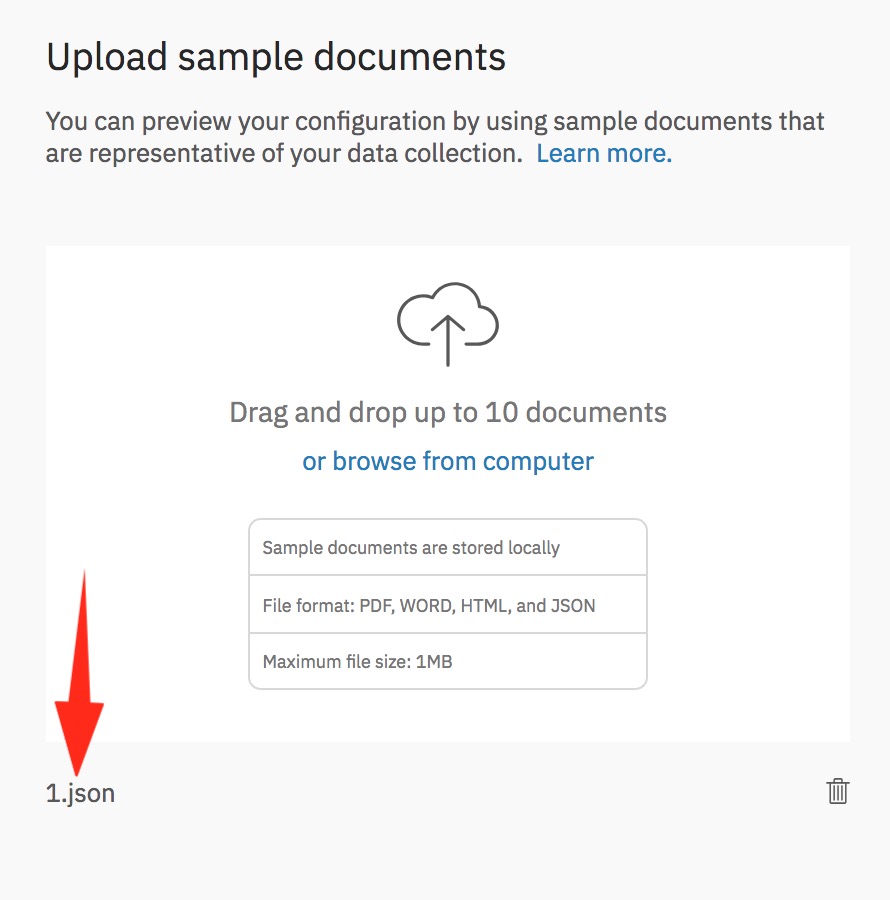 Upload sample documents
You can preview your configuration by using sample documents that
are representative of your data collection. Learn more.
Drag and drop up to 10 documents
or browse from computer
Sample documents are stored locally
File format: PDF, WORD, HTML, and JSON
Maximum file size: 1MB
1.json